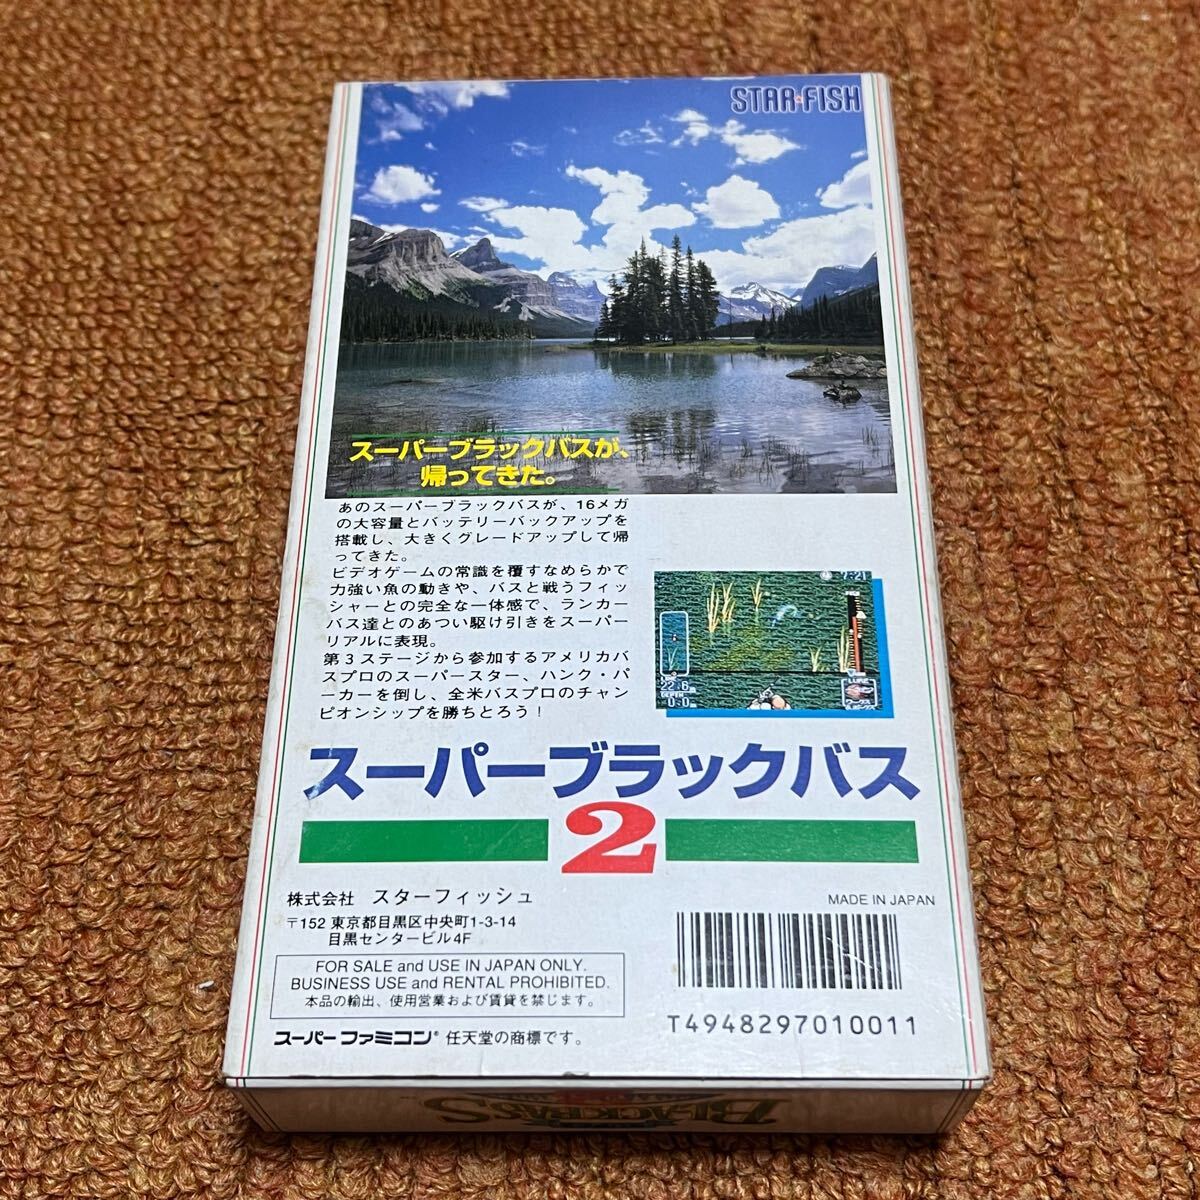 STAR FISH
スーパーブラックバスが、
帰ってきた。
あのスーパーブラックバスが、16メガ
の大容量とバッテリーバックアップを
搭載し、大きくグレードアップして帰
ってきた。
ビデオゲームの常識を覆すなめらかで
力強い魚の動きや、バスと戦うフィッ
シャーとの完全な一体感で、ランカー
バス達とのあつい駆け引きをスーパー
リアルに表現。
第3ステージから参加するアメリカバ
スプロのスーパースター、ハンク・パ
ーカーを倒し、全米バスプロのチャン
ピオンシップを勝ちとろう！
7:21
22.6m
DEPTH
0.0m
LURE
スーパーブラックバス
2
株式会社 スターフィッシュ
〒152 東京都目黒区中央町1-3-14
目黒センタービル4F
MADE IN JAPAN
FOR SALE and USE IN JAPAN ONLY.
BUSINESS USE and RENTAL PROHIBITED.
本品の輸出、使用営業および賃貸を禁じます。
スーパーファミコン® 任天堂の商標です。
T4948297010011
BLACK BASS